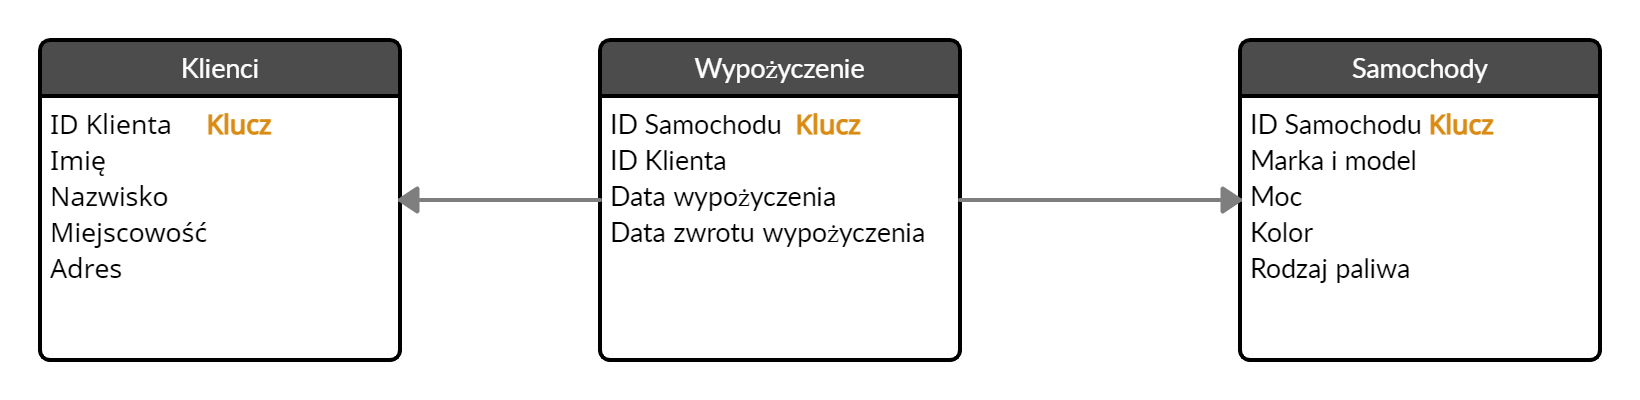 Klienci
ID Klienta Klucz
Imię
Nazwisko
Miejscowość
Adres
Wypożyczenie
ID Samochodu Klucz
ID Klienta
Data wypożyczenia
Data zwrotu wypożyczenia
Samochody
ID Samochodu Klucz
Marka i model
Moc
Kolor
Rodzaj paliwa